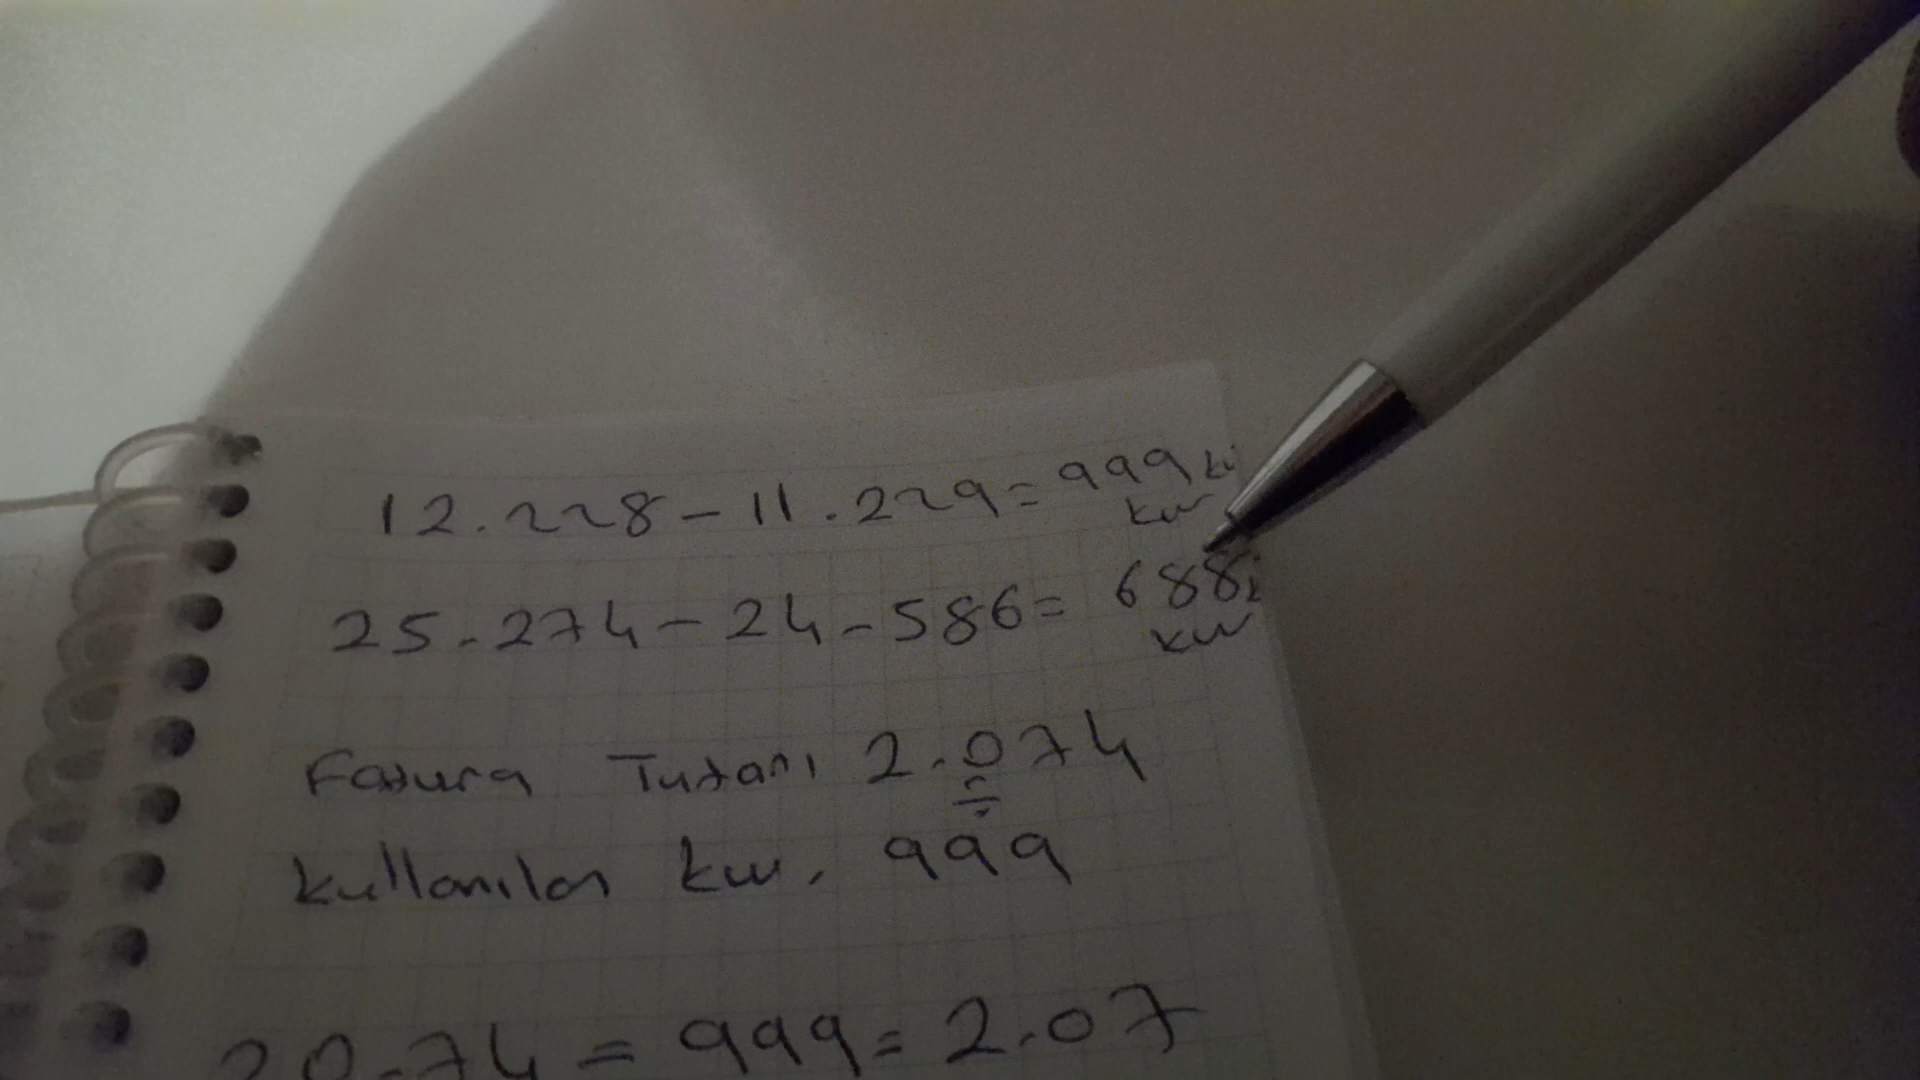 12.228-11.229=999 kw
kw
25.274-24-586=688
kw
Fatura Tutarı 2.074
÷
kullanılan kw. 999
20.74=999=2.07